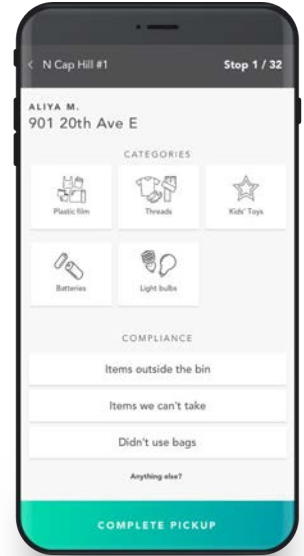 < N Cap Hill #1 Stop 1 / 32
ALIYA M.
901 20th Ave E
CATEGORIES
Plastic film Threads Kids' Toys
Batteries Light bulbs
COMPLIANCE
Items outside the bin
Items we can't take
Didn't use bags
Anything else?
COMPLETE PICKUP